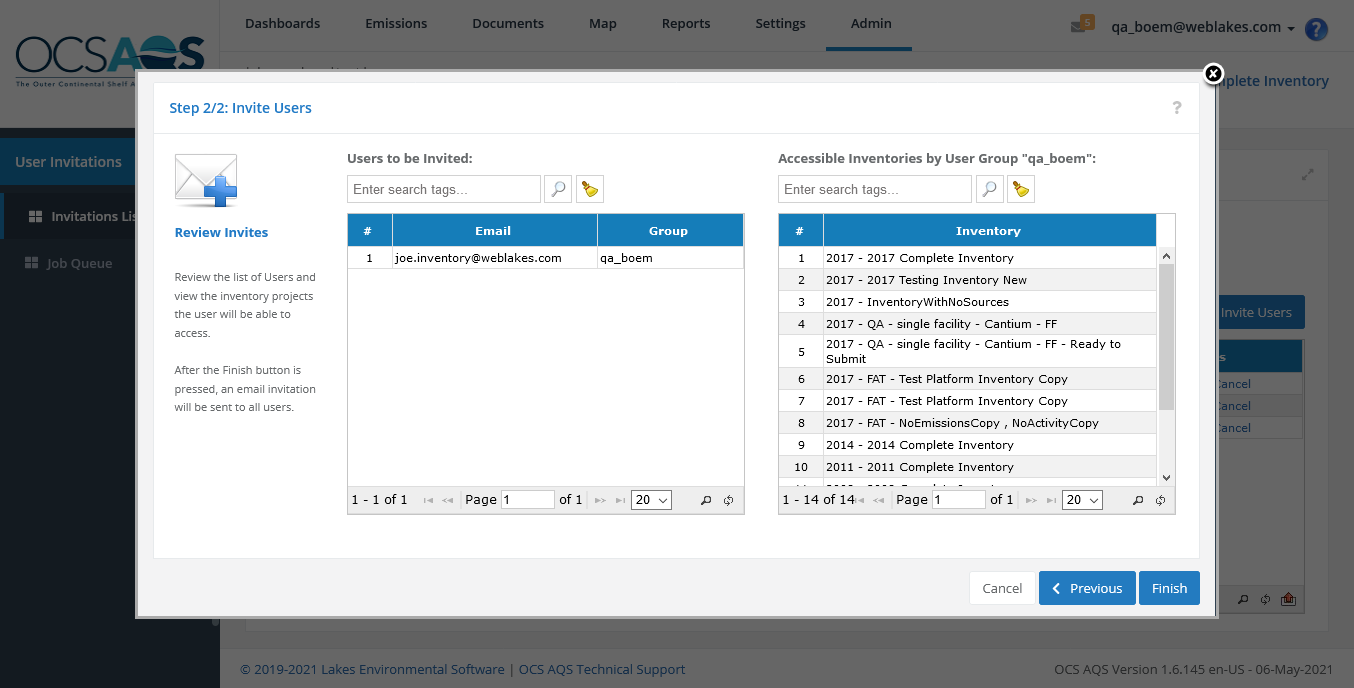 Dashboards
Emissions
Documents
Map
Reports
Settings
Admin
5
qa_boem@weblakes.com
?
OCSAQS
The Outer Continental Shelf A
plete Inventory
User Invitations
Invitations Lis
Job Queue
Step 2/2: Invite Users
?
Review Invites
Review the list of Users and
view the inventory projects
the user will be able to
access.
After the Finish button is
pressed, an email invitation
will be sent to all users.
Users to be Invited:
Enter search tags...
# Email Group
1 joe.inventory@weblakes.com qa_boem
1 - 1 of 1 Page 1 of 1 20
Accessible Inventories by User Group "qa_boem":
Enter search tags...
# Inventory
1 2017 - 2017 Complete Inventory
2 2017 - 2017 Testing Inventory New
3 2017 - InventoryWithNoSources
4 2017 - QA - single facility - Cantium - FF
5 2017 - QA - single facility - Cantium - FF - Ready to
Submit
6 2017 - FAT - Test Platform Inventory Copy
7 2017 - FAT - Test Platform Inventory Copy
8 2017 - FAT - NoEmissionsCopy , NoActivityCopy
9 2014 - 2014 Complete Inventory
10 2011 - 2011 Complete Inventory
1 - 14 of 14 Page 1 of 1 20
Cancel
Previous
Finish
Invite Users
s
Cancel
Cancel
Cancel
© 2019-2021 Lakes Environmental Software | OCS AQS Technical Support
OCS AQS Version 1.6.145 en-US - 06-May-2021